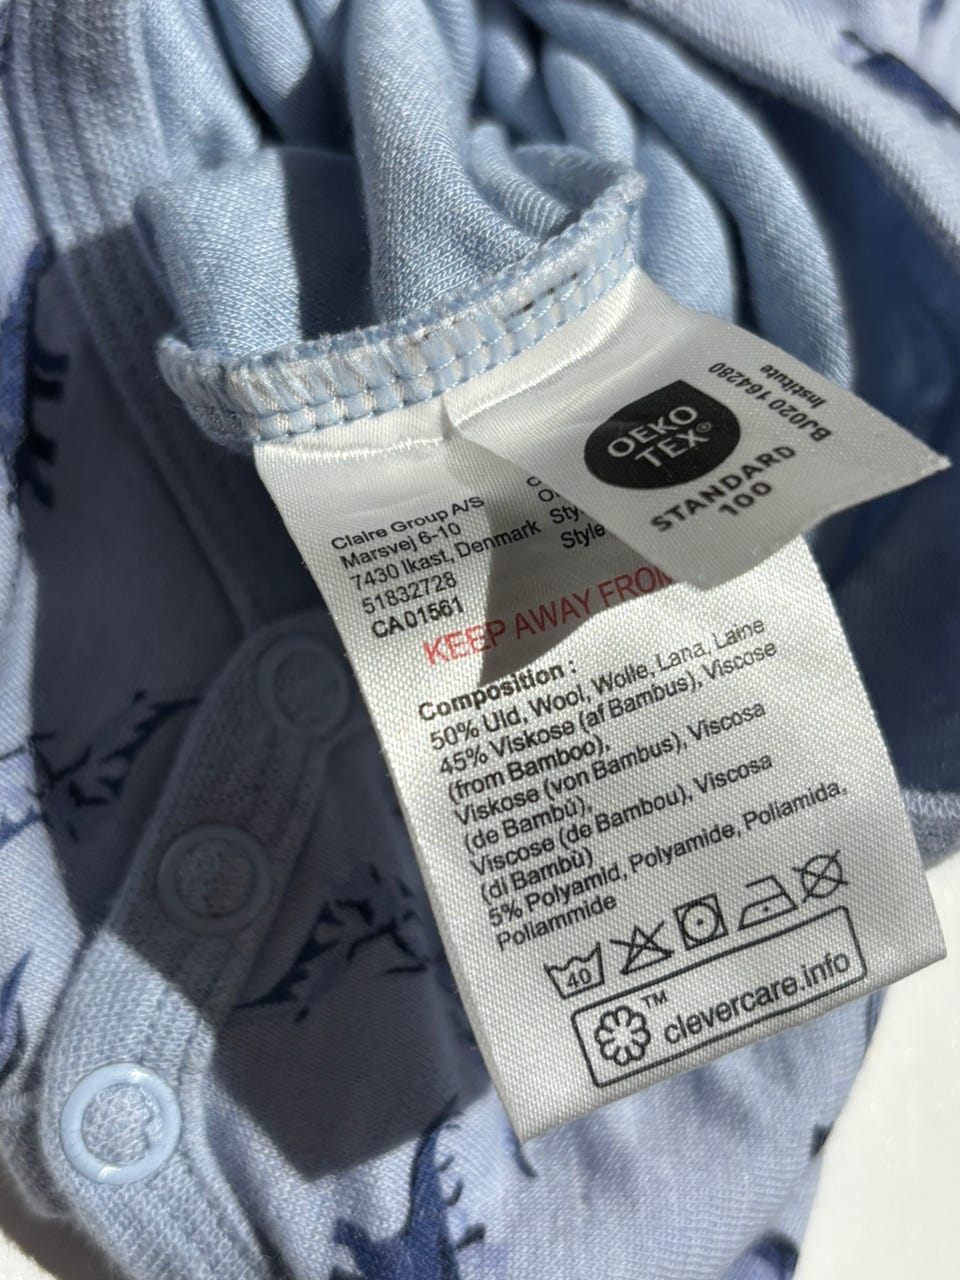 OEKO
TEX®
STANDARD
100
BJ020 164280
Institute
Claire Group A/S
Marsvej 6-10
7430 Ikast, Denmark
51832728
CA01561
Style
KEEP AWAY FROM
Composition :
50% Uld, Wool, Wolle, Lana, Laine
45% Viskose (af Bambus), Viscose
(from Bamboo),
Viskose (von Bambus), Viscosa
(de Bambú),
Viscose (de Bambou), Viscosa
(di Bambù)
5% Polyamid, Polyamide, Poliamida,
Poliammide
40
TM
clevercare.info